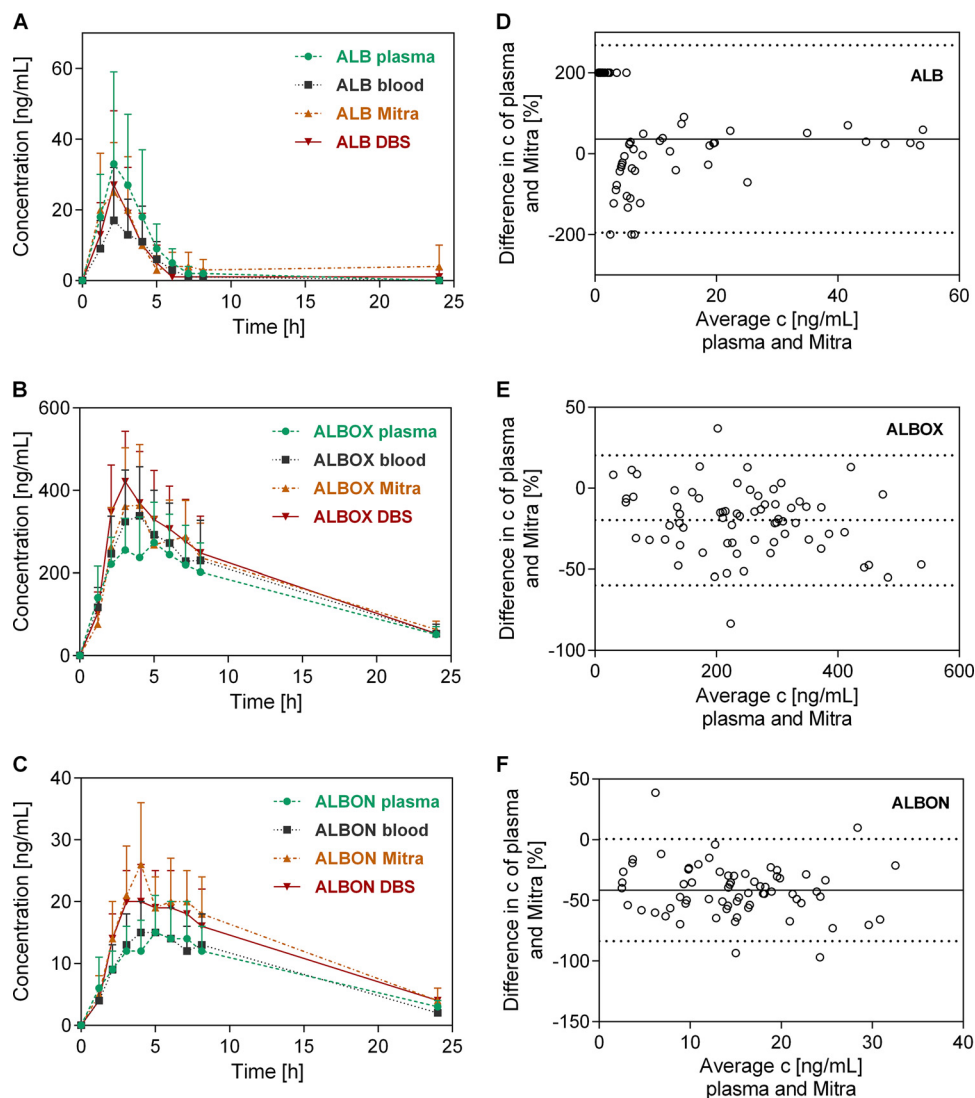 A
Concentration [ng/mL]
60
40
20
0
ALB plasma
ALB blood
ALB Mitra
ALB DBS
0 5 10 15 20 25
Time [h]
D
Difference in c of plasma
and Mitra [%]
200
0
-200
ALB
0 20 40 60
Average c [ng/mL]
plasma and Mitra
B
Concentration [ng/mL]
600
400
200
0
ALBOX plasma
ALBOX blood
ALBOX Mitra
ALBOX DBS
0 5 10 15 20 25
Time [h]
E
Difference in c of plasma
and Mitra [%]
50
0
-50
-100
ALBOX
0 200 400 600
Average c [ng/mL]
plasma and Mitra
C
Concentration [ng/mL]
40
30
20
10
0
ALBON plasma
ALBON blood
ALBON Mitra
ALBON DBS
0 5 10 15 20 25
Time [h]
F
Difference in c of plasma
and Mitra [%]
50
0
-50
-100
-150
ALBON
0 10 20 30 40
Average c [ng/mL]
plasma and Mitra